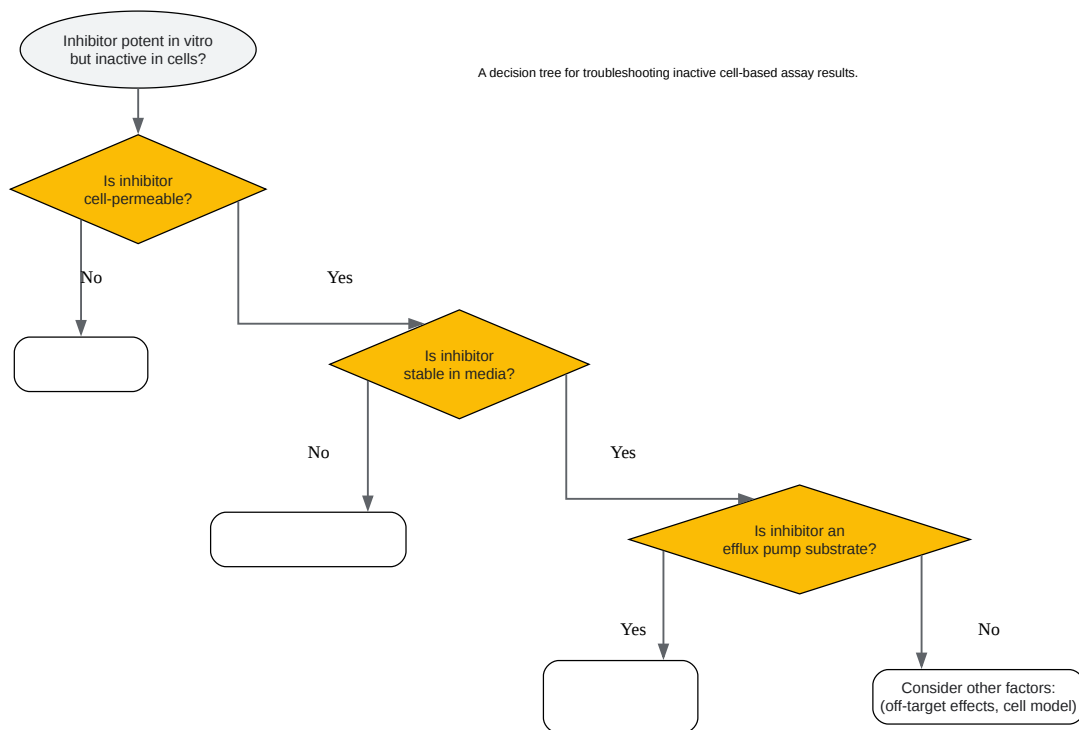 Inhibitor potent in vitro
but inactive in cells?
A decision tree for troubleshooting inactive cell-based assay results.
Is inhibitor
cell-permeable?
No
Yes
Is inhibitor
stable in media?
No
Yes
Is inhibitor an
efflux pump substrate?
Yes
No
Consider other factors:
(off-target effects, cell model)